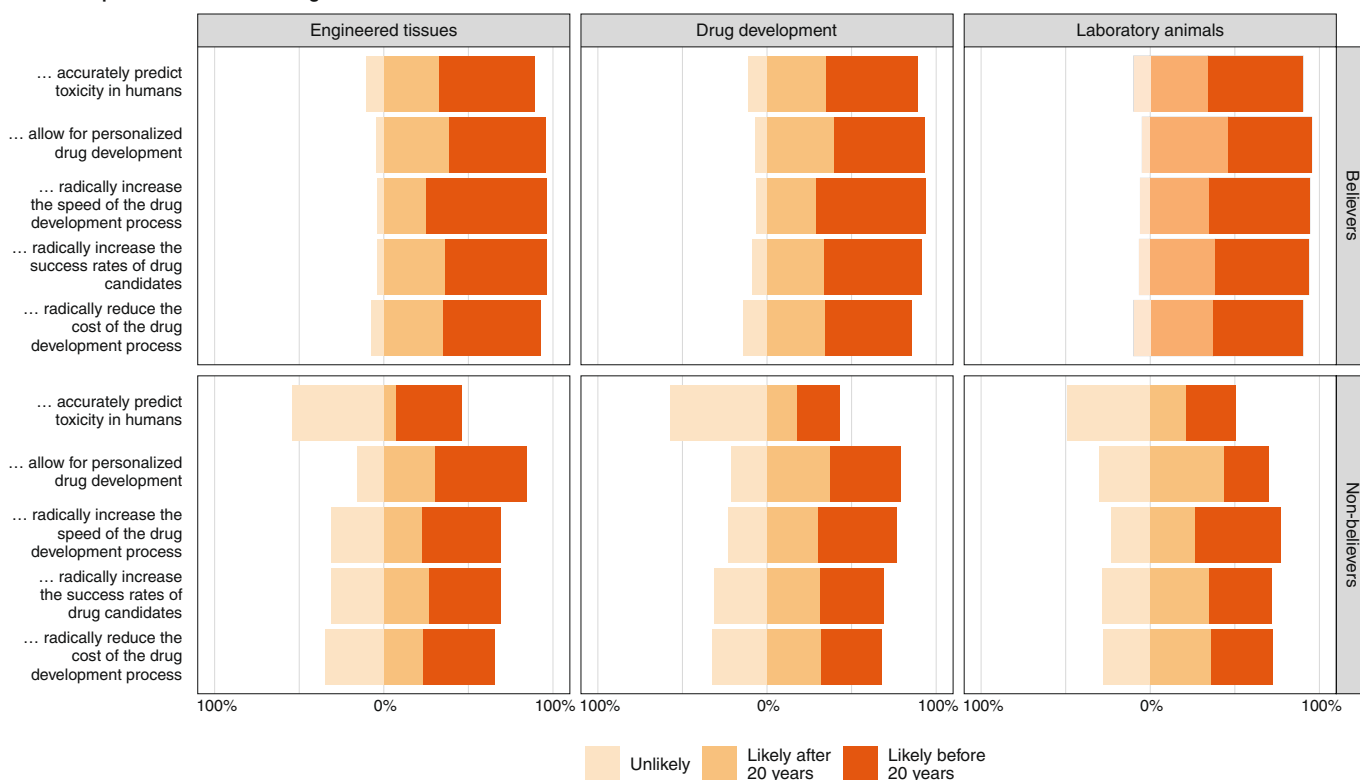 Engineered tissues
Drug development
Laboratory animals
… accurately predict
toxicity in humans
… allow for personalized
drug development
… radically increase
the speed of the drug
development process
… radically increase the
success rates of drug
candidates
… radically reduce the
cost of the drug
development process
Believers
… accurately predict
toxicity in humans
… allow for personalized
drug development
… radically increase the
speed of the drug
development process
… radically increase
the success rates of
drug candidates
… radically reduce the
cost of the drug
development process
Non-believers
100% 0% 100%
100% 0% 100%
100% 0% 100%
Unlikely
Likely after
20 years
Likely before
20 years